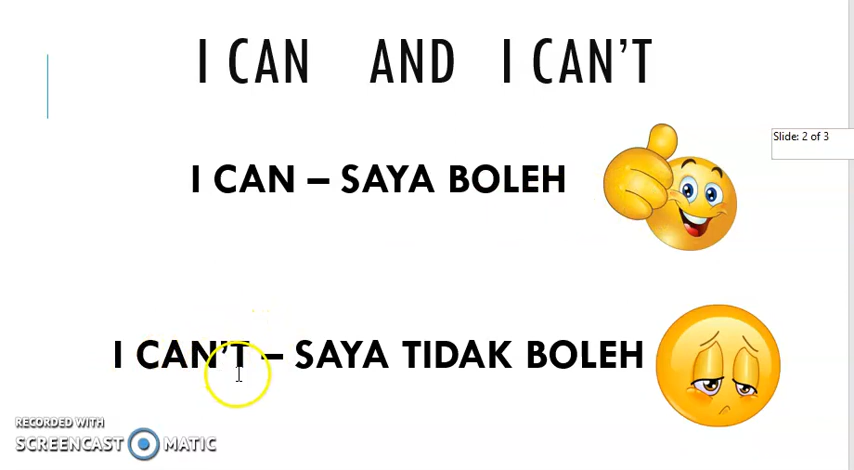 I CAN AND I CAN'T
Slide: 2 of 3
I CAN – SAYA BOLEH
I CAN'T – SAYA TIDAK BOLEH
RECORDED WITH
SCREENCAST MATIC